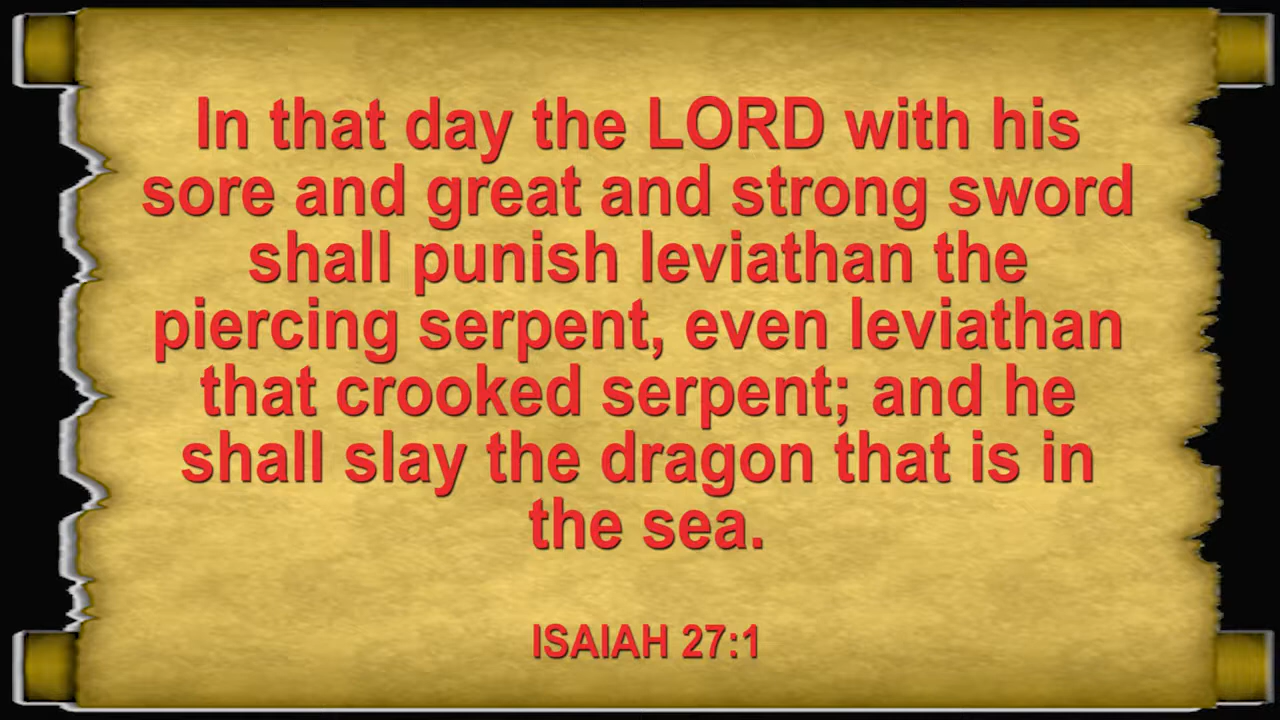 In that day the LORD with his
sore and great and strong sword
shall punish leviathan the
piercing serpent, even leviathan
that crooked serpent; and he
shall slay the dragon that is in
the sea.
ISAIAH 27:1